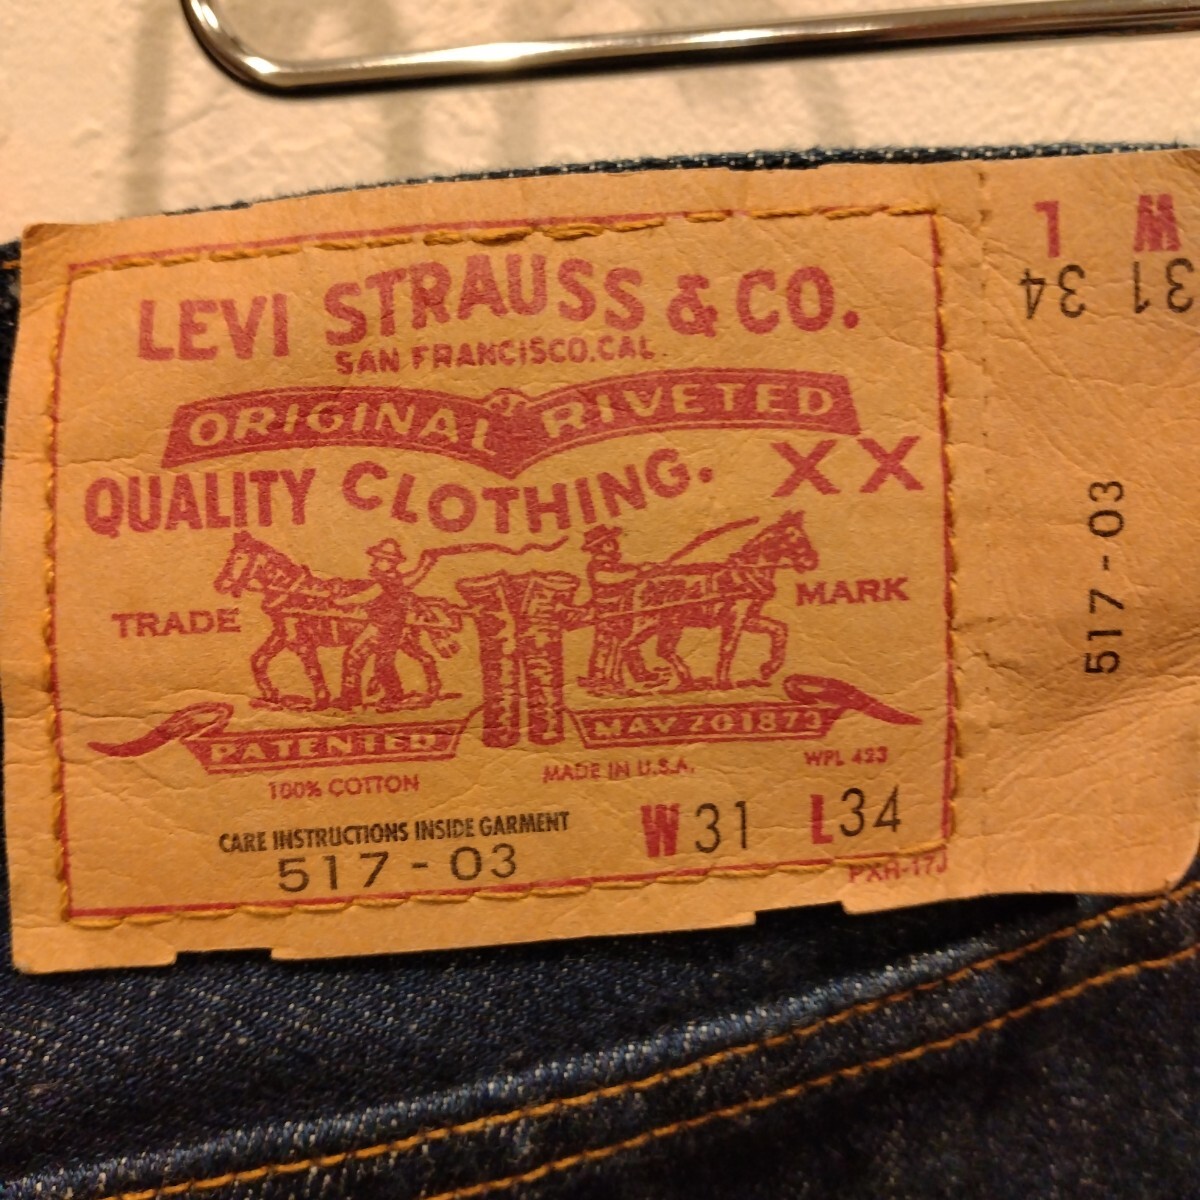 LEVI STRAUSS & CO.
SAN FRANCISCO. CAL
ORIGINAL RIVETED
QUALITY CLOTHING. XX
TRADE MARK
PATENTED MAY 20 1873
100% COTTON MADE IN U.S.A. WPL 423
CARE INSTRUCTIONS INSIDE GARMENT
517-03
W31 L34
L W
34 31
517-03